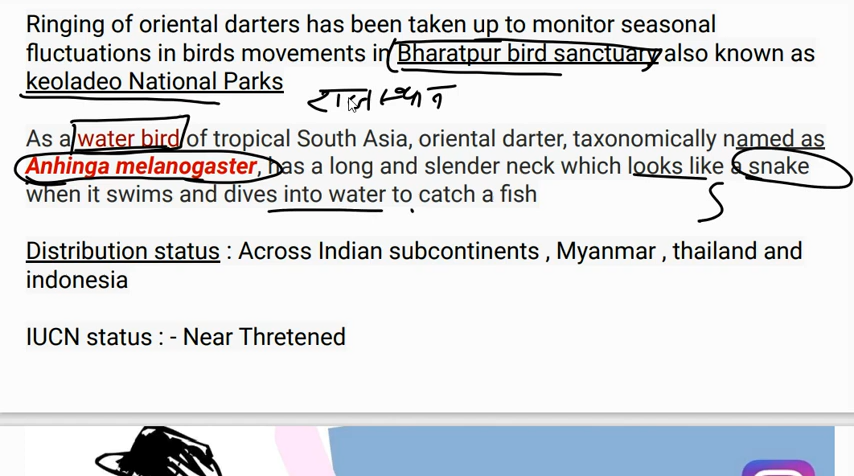 Ringing of oriental darters has been taken up to monitor seasonal
fluctuations in birds movements in Bharatpur bird sanctuary also known as
keoladeo National Parks
राजस्थान
As a water bird of tropical South Asia, oriental darter, taxonomically named as
Anhinga melanogaster, has a long and slender neck which looks like a snake
when it swims and dives into water to catch a fish
S
Distribution status : Across Indian subcontinents , Myanmar , thailand and
indonesia
IUCN status : - Near Thretened